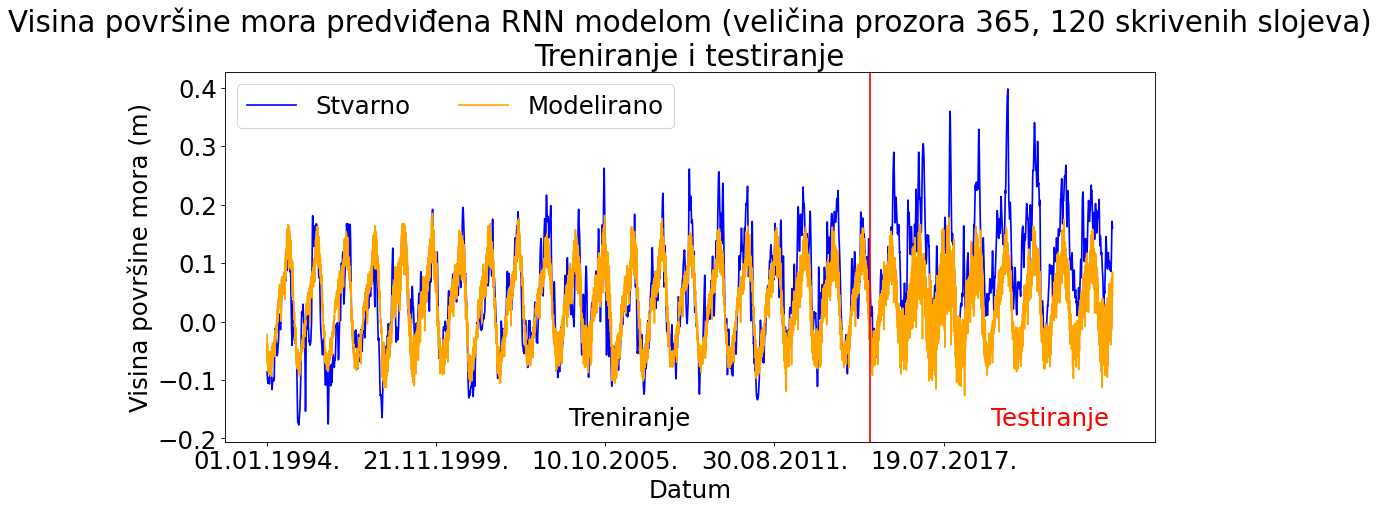 Visina površine mora predviđena RNN modelom (veličina prozora 365, 120 skrivenih slojeva)
Treniranje i testiranje
Stvarno Modelirano
Visina površine mora (m)
0.4
0.3
0.2
0.1
0.0
−0.1
−0.2
Treniranje Testiranje
01.01.1994. 21.11.1999. 10.10.2005. 30.08.2011. 19.07.2017.
Datum